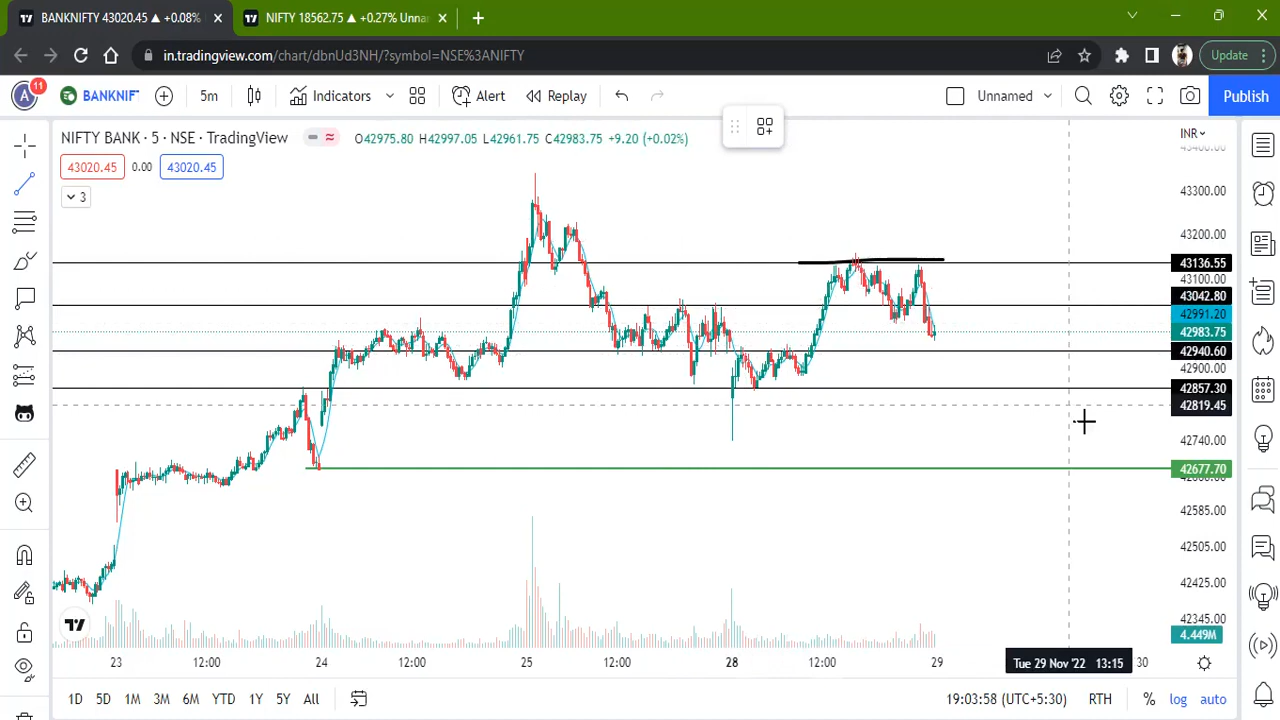 BANKNIFTY 43020.45 ▲ +0.08%
NIFTY 18562.75 ▲ +0.27% Unna
in.tradingview.com/chart/dbnUd3NH/?symbol=NSE%3ANIFTY
Update
A 11
BANKNIF
5m
Indicators
Alert
Replay
Unnamed
Publish
NIFTY BANK · 5 · NSE · TradingView
O42975.80 H42997.05 L42961.75 C42983.75 +9.20 (+0.02%)
INR
43020.45
0.00
43020.45
3
43300.00
43200.00
43136.55
43100.00
43042.80
42991.20
42983.75
42940.60
42900.00
42857.30
42819.45
42740.00
42677.70
42585.00
42505.00
42425.00
42345.00
4.449M
23
12:00
24
12:00
25
12:00
28
12:00
29
Tue 29 Nov '22 13:15
30
1D
5D
1M
3M
6M
YTD
1Y
5Y
All
19:03:58 (UTC+5:30)
RTH
%
log
auto